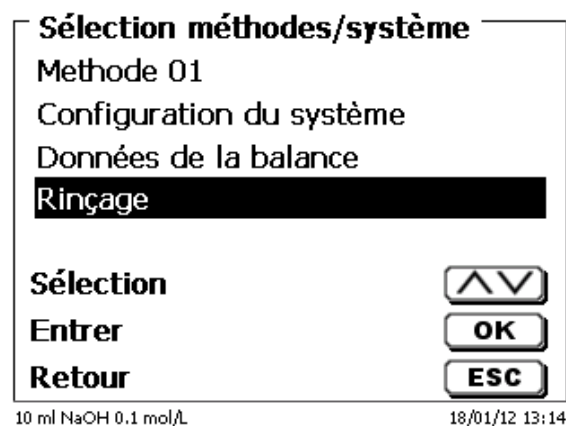 Sélection méthodes/système
Methode 01
Configuration du système
Données de la balance
Rinçage
Sélection
Entrer OK
Retour ESC
10 ml NaOH 0.1 mol/L 18/01/12 13:14